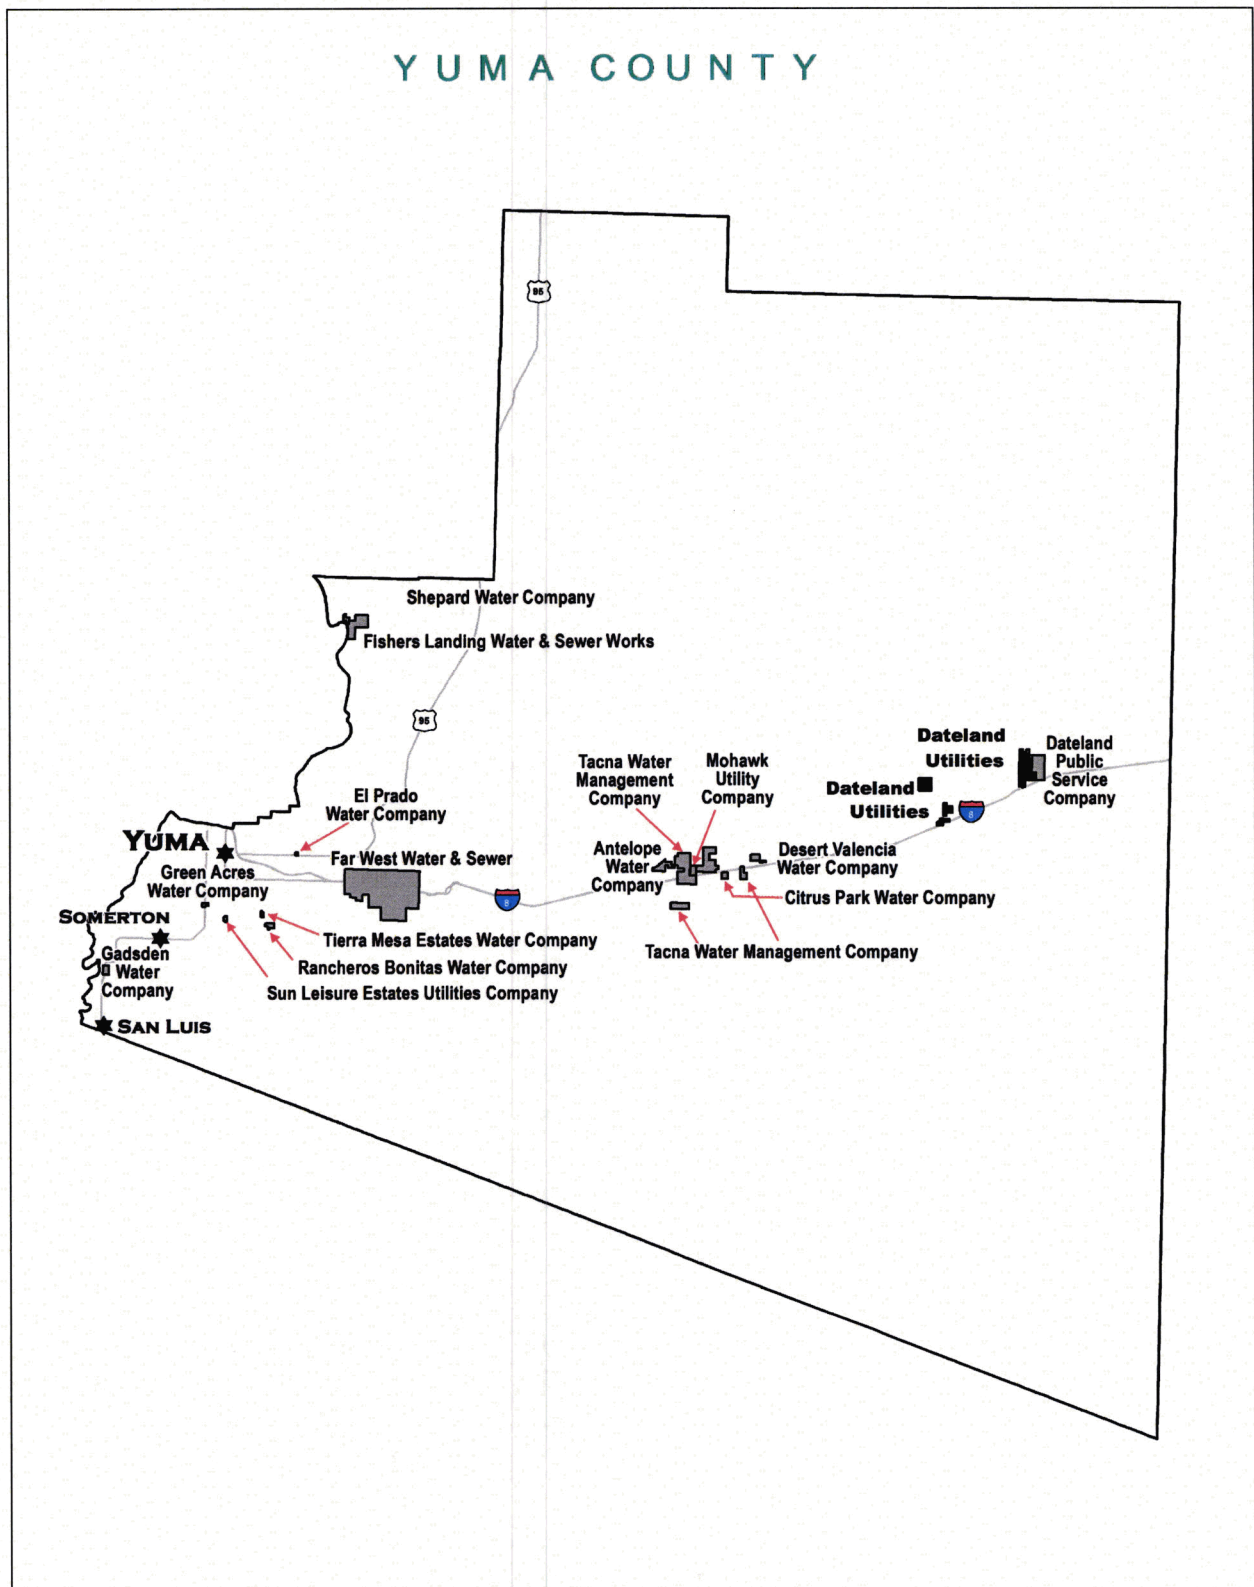 YUMA COUNTY
95
Shepard Water Company
Fishers Landing Water & Sewer Works
95
Dateland
Utilities
Dateland
Public
Service
Company
Tacna Water
Management
Company
Mohawk
Utility
Company
Dateland
Utilities
8
El Prado
Water Company
YUMA
Far West Water & Sewer
Green Acres
Water Company
Antelope
Water
Company
Desert Valencia
Water Company
8
Citrus Park Water Company
SOMERTON
Tierra Mesa Estates Water Company
Tacna Water Management Company
Gadsden
Water
Company
Rancheros Bonitas Water Company
Sun Leisure Estates Utilities Company
SAN LUIS